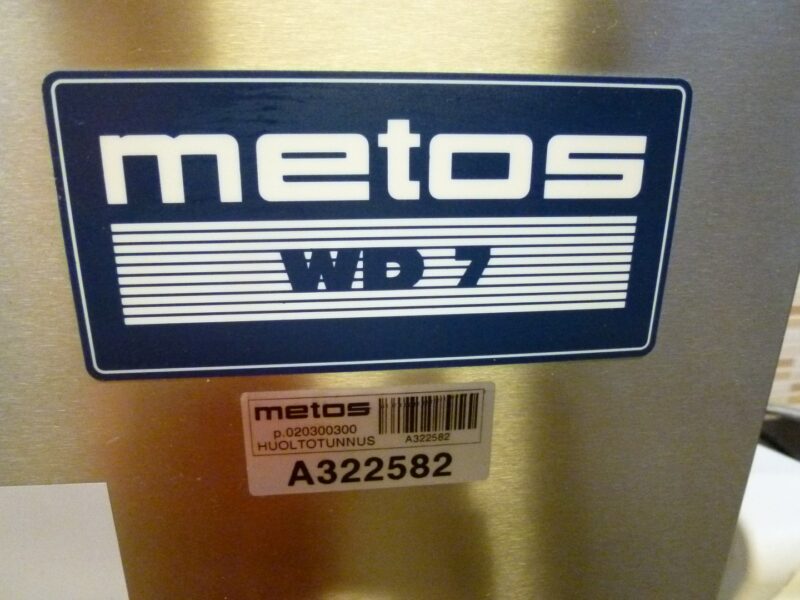 metos
WD 7
metos
A322582
p.020300300
HUOLTOTUNNUS
A322582